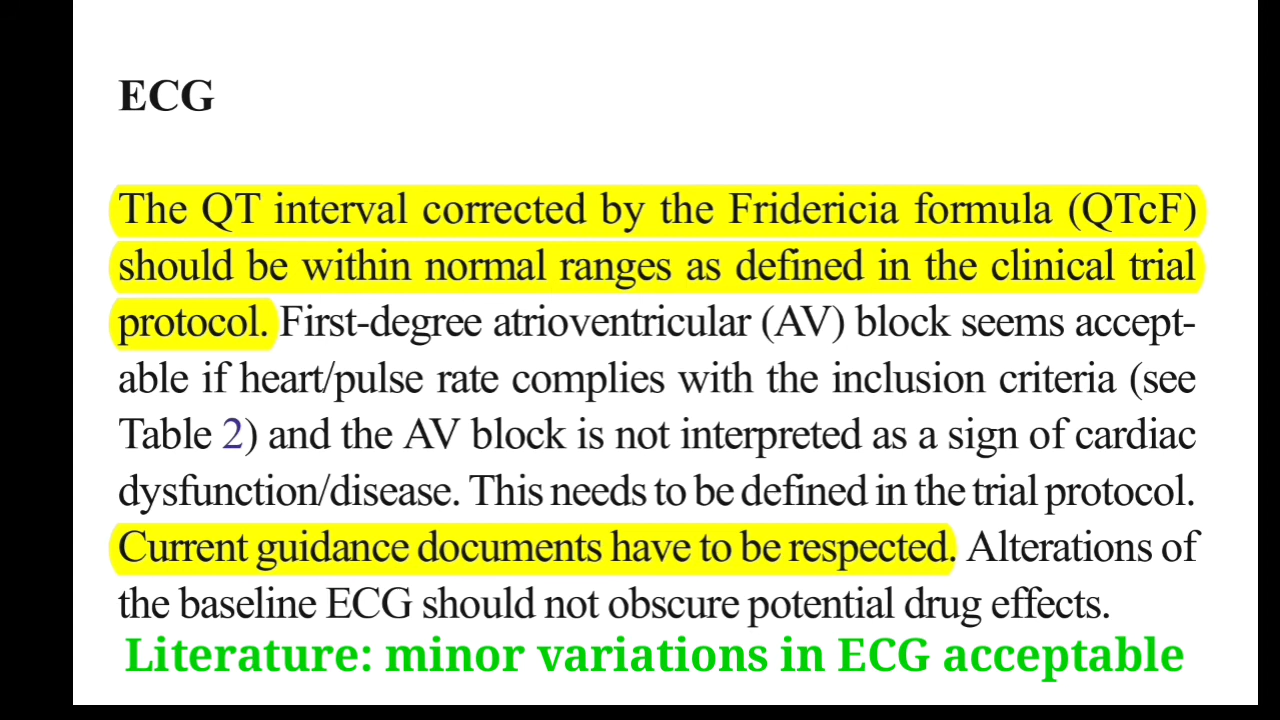 ECG
The QT interval corrected by the Fridericia formula (QTcF)
should be within normal ranges as defined in the clinical trial
protocol. First-degree atrioventricular (AV) block seems accept-
able if heart/pulse rate complies with the inclusion criteria (see
Table 2) and the AV block is not interpreted as a sign of cardiac
dysfunction/disease. This needs to be defined in the trial protocol.
Current guidance documents have to be respected. Alterations of
the baseline ECG should not obscure potential drug effects.
Literature: minor variations in ECG acceptable